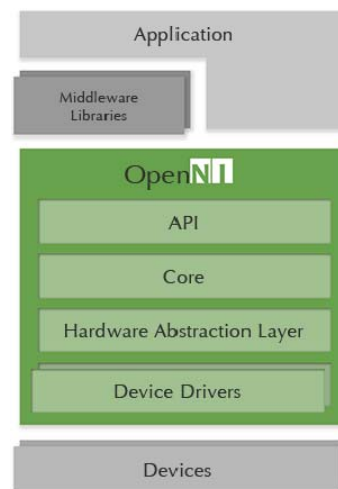 Application
Middleware
Libraries
OpenNI
API
Core
Hardware Abstraction Layer
Device Drivers
Devices